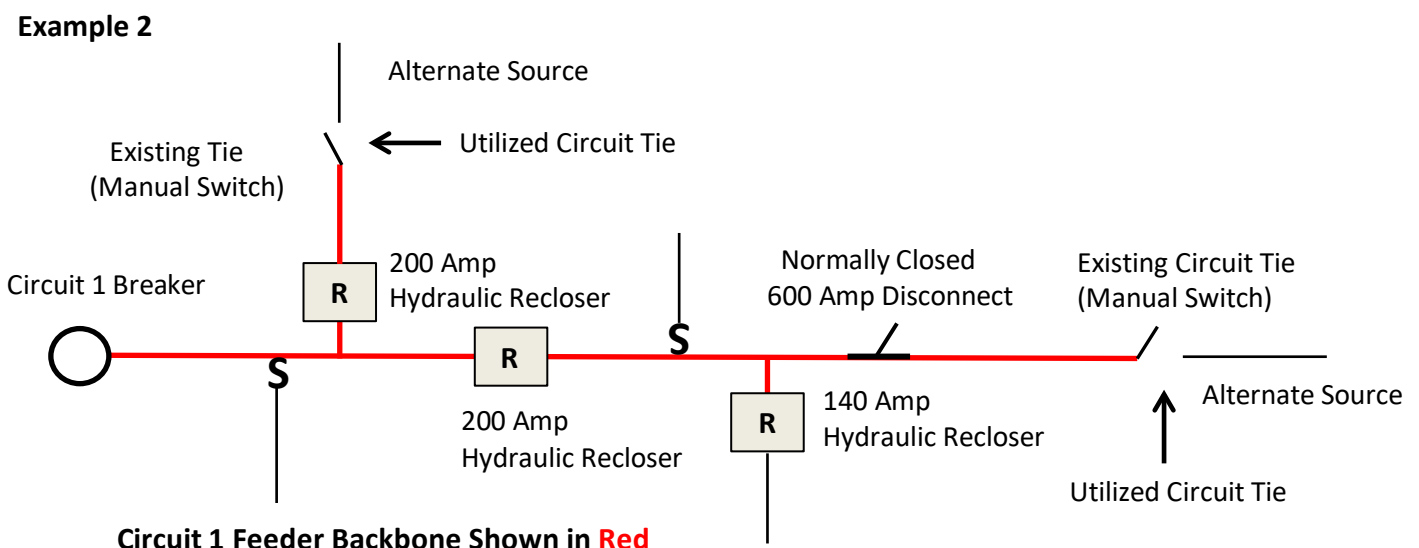 Example 2
Alternate Source
Existing Tie
(Manual Switch)
Utilized Circuit Tie
Circuit 1 Breaker
R
200 Amp
Hydraulic Recloser
Normally Closed
600 Amp Disconnect
Existing Circuit Tie
(Manual Switch)
S
R
S
200 Amp
Hydraulic Recloser
R
140 Amp
Hydraulic Recloser
Alternate Source
Utilized Circuit Tie
Circuit 1 Feeder Backbone Shown in Red